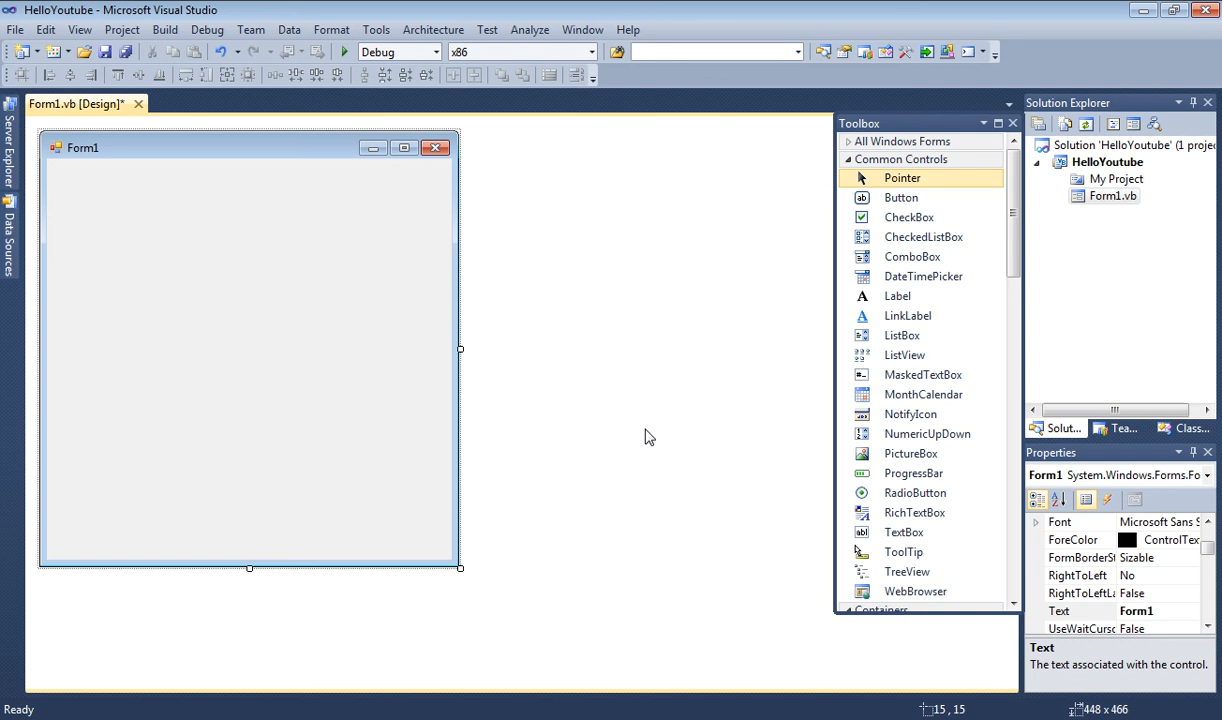 HelloYoutube - Microsoft Visual Studio
File Edit View Project Build Debug Team Data Tools Format Architecture Test Analyze Window Help
Debug x86
Form1.vb [Design]*
Server Explorer
Data Sources
Form1
Toolbox
All Windows Forms
Common Controls
Pointer
Button
CheckBox
CheckedListBox
ComboBox
DateTimePicker
Label
LinkLabel
ListBox
ListView
MaskedTextBox
MonthCalendar
NotifyIcon
NumericUpDown
PictureBox
ProgressBar
RadioButton
RichTextBox
TextBox
ToolTip
TreeView
WebBrowser
Containers
Solution Explorer
Solution 'HelloYoutube' (1 projec
HelloYoutube
My Project
Form1.vb
Solut... Tea... Class...
Properties
Form1 System.Windows.Forms.Fo
Font Microsoft Sans S
ForeColor ControlTex
FormBorderSt Sizable
RightToLeft No
RightToLeftLa False
Text Form1
UseWaitCurso False
Text
The text associated with the control.
Ready 15 , 15 448 x 466